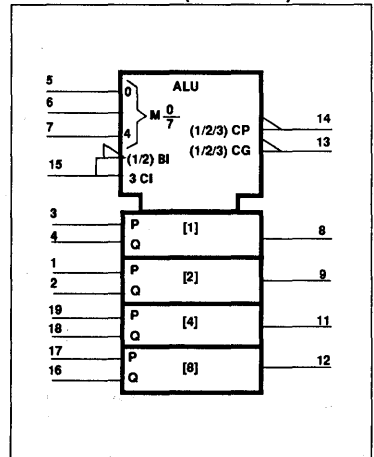 ALU
5
0
6
M 0/7
7
4
(1/2/3) CP
14
(1/2/3) CG
13
15
(1/2) BI
3 CI
3
P
[1]
4
Q
8
1
P
[2]
2
Q
9
19
P
[4]
18
Q
11
17
P
[8]
16
Q
12